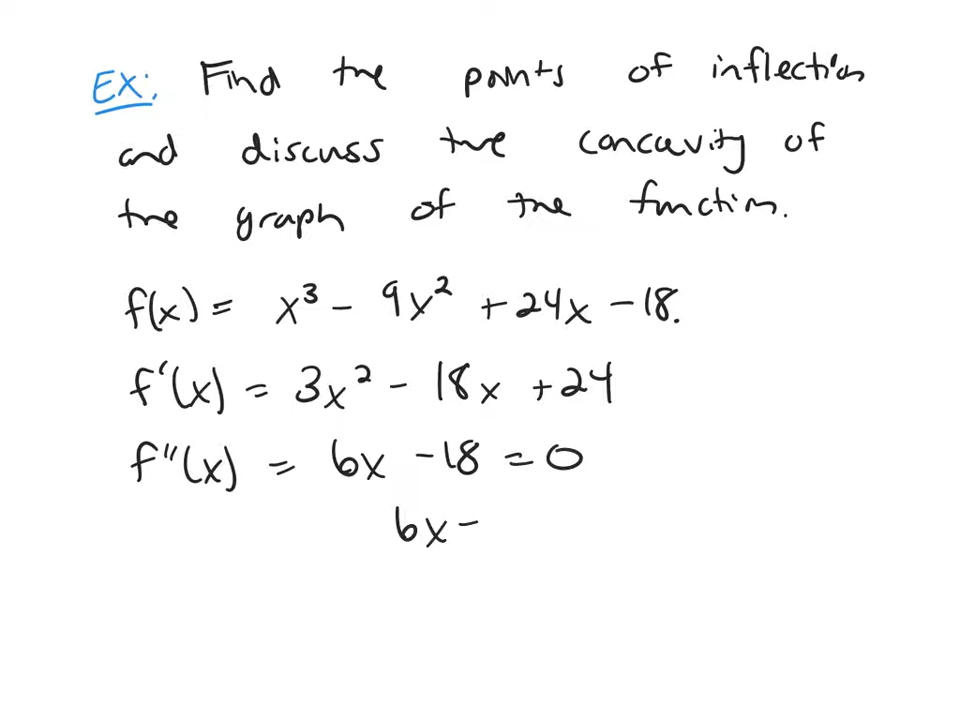 EX: Find the points of inflection
and discuss the concavity of
the graph of the function.
f(x) = x³ - 9x² + 24x - 18.
f'(x) = 3x² - 18x + 24
f''(x) = 6x - 18 = 0
6x -